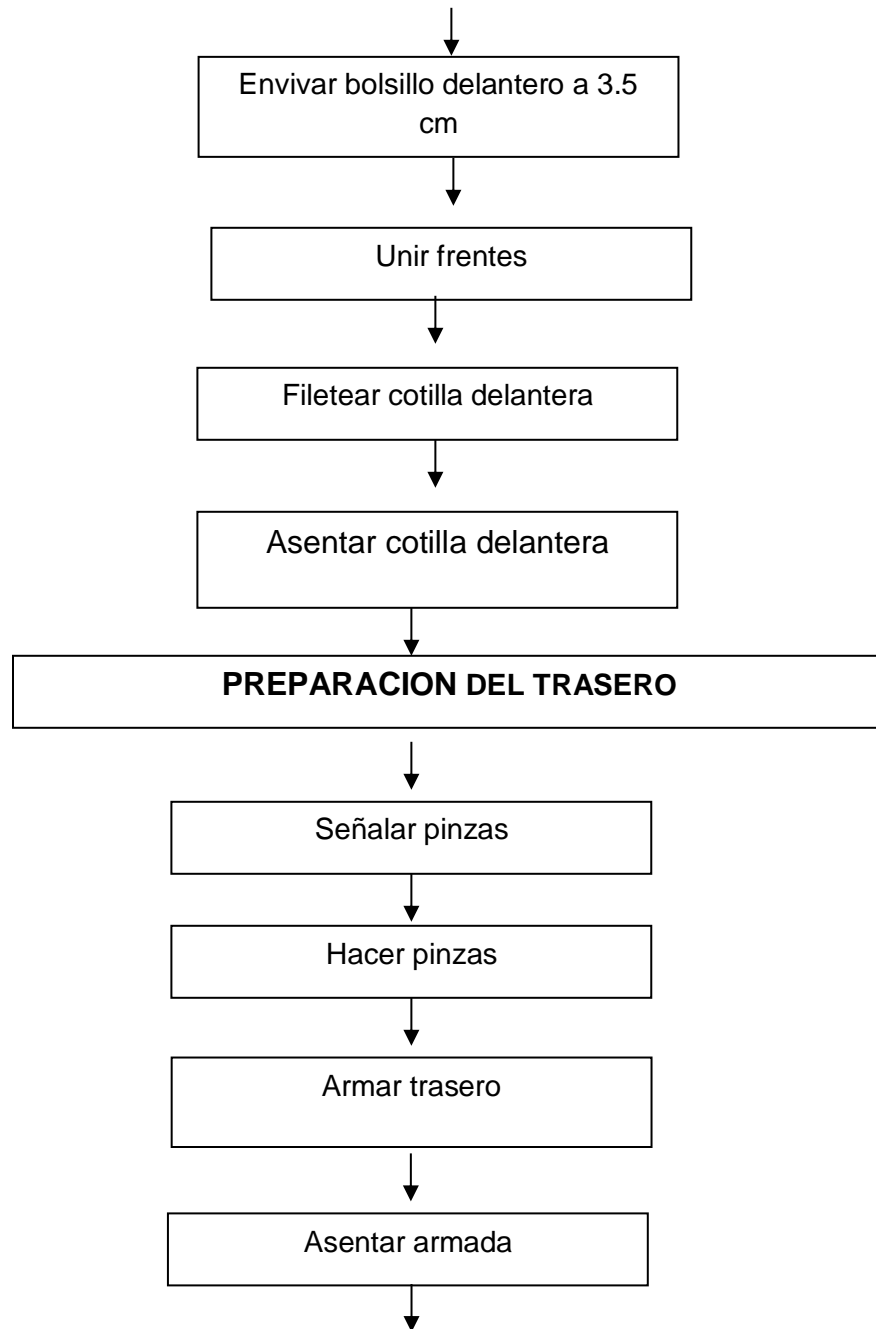 Envivar bolsillo delantero a 3.5
cm
Unir frentes
Filetear cotilla delantera
Asentar cotilla delantera
PREPARACION DEL TRASERO
Señalar pinzas
Hacer pinzas
Armar trasero
Asentar armada